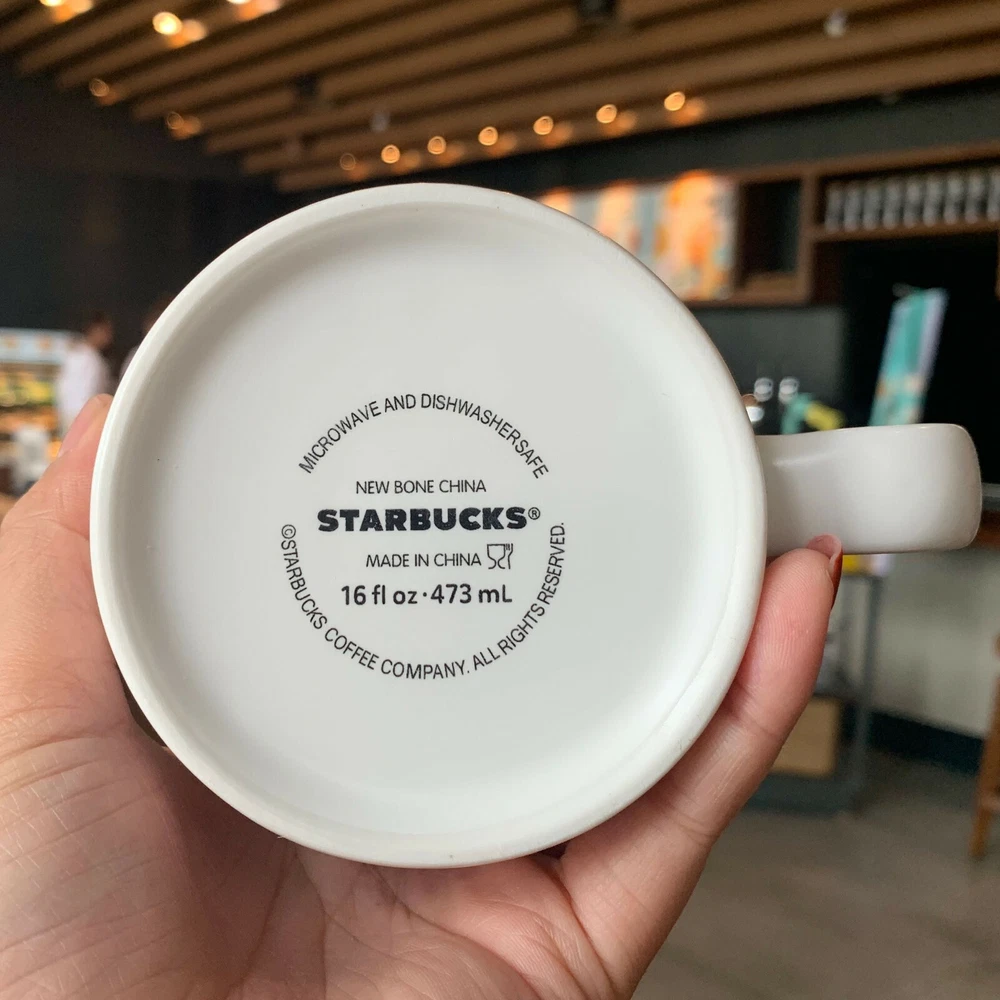 MICROWAVE AND DISHWASHERSAFE
NEW BONE CHINA
STARBUCKS®
MADE IN CHINA
16 fl oz·473 mL
©STARBUCKS COFFEE COMPANY. ALL RIGHTS RESERVED.